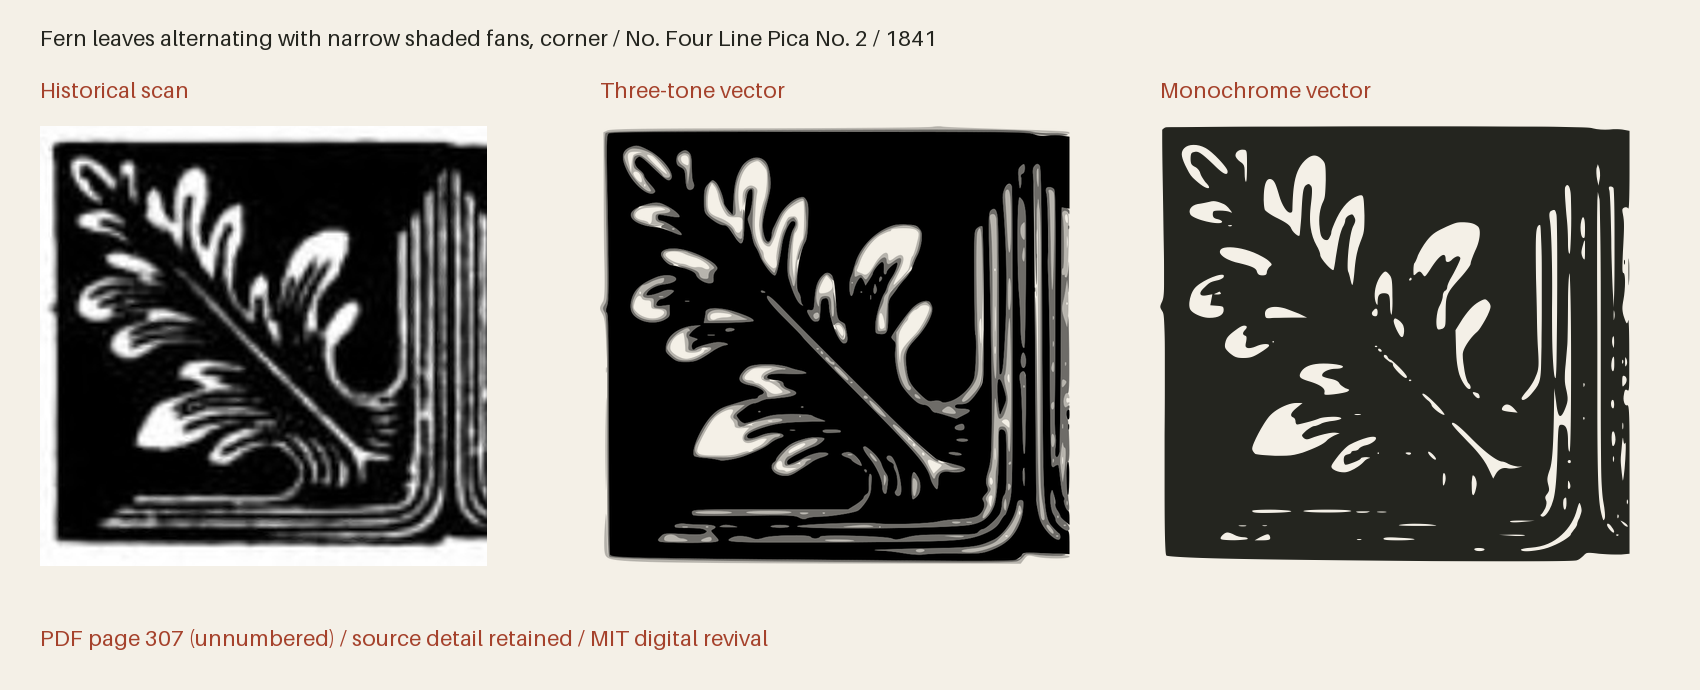 Fern leaves alternating with narrow shaded fans, corner / No. Four Line Pica No. 2 / 1841
Historical scan
Three-tone vector
Monochrome vector
PDF page 307 (unnumbered) / source detail retained / MIT digital revival